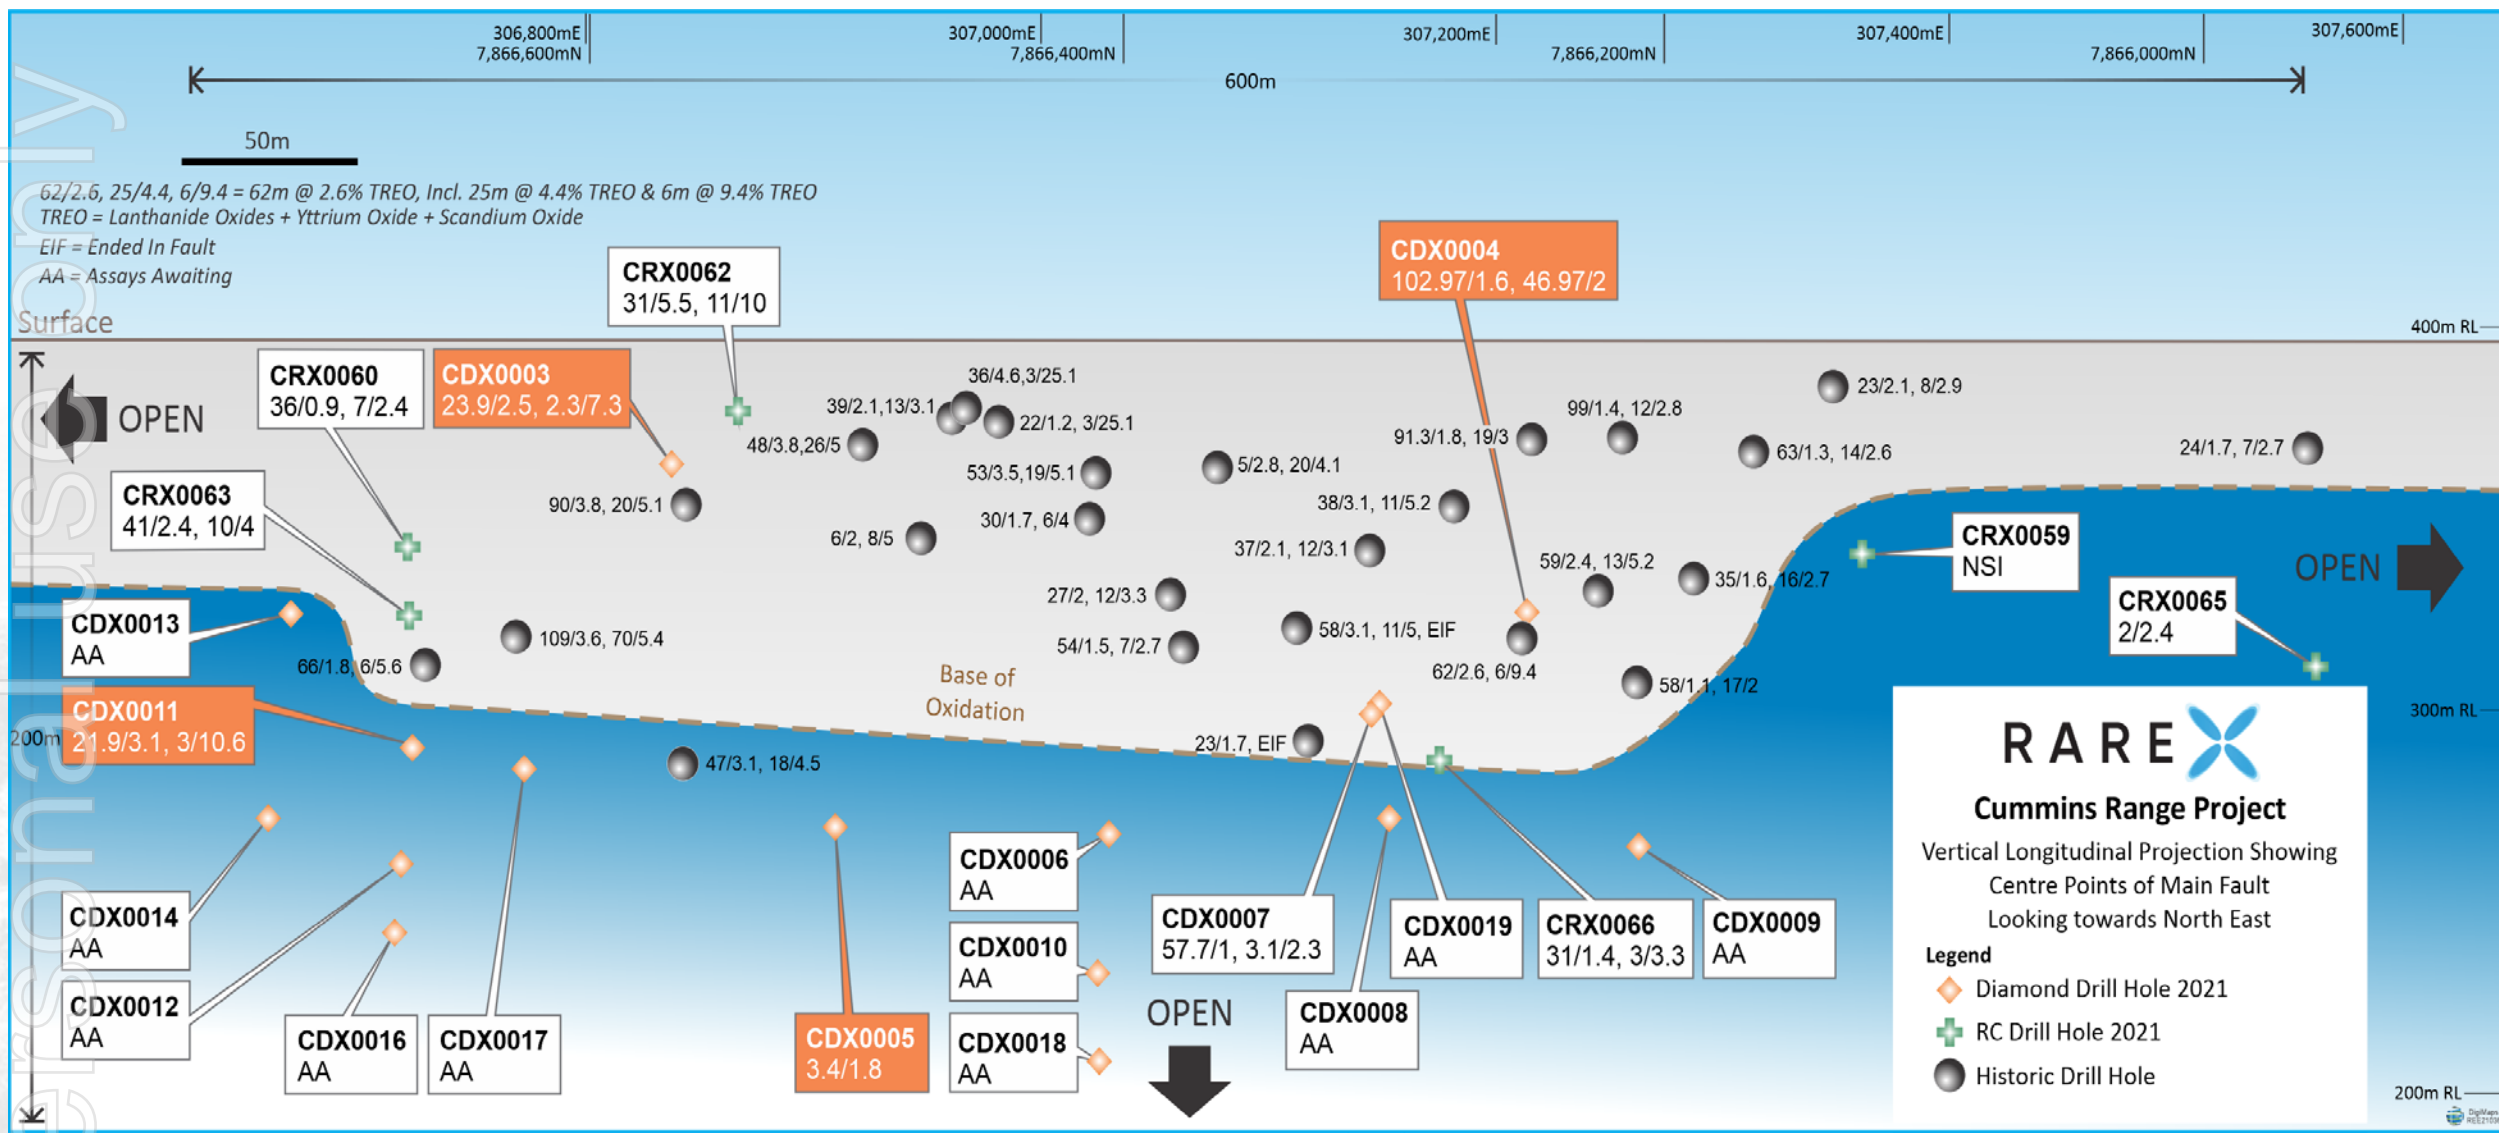 306,800mE
7,866,600mN
307,000mE
7,866,400mN
307,200mE
7,866,200mN
307,400mE
7,866,000mN
307,600mE
600m
50m
62/2.6, 25/4.4, 6/9.4 = 62m @ 2.6% TREO, Incl. 25m @ 4.4% TREO & 6m @ 9.4% TREO
TREO = Lanthanide Oxides + Yttrium Oxide + Scandium Oxide
EIF = Ended In Fault
AA = Assays Awaiting
Surface
400m RL
CRX0062
31/5.5, 11/10
CDX0004
102.97/1.6, 46.97/2
CRX0060
36/0.9, 7/2.4
CDX0003
23.9/2.5, 2.3/7.3
OPEN
36/4.6,3/25.1
39/2.1,13/3.1
22/1.2, 3/25.1
48/3.8,26/5
23/2.1, 8/2.9
99/1.4, 12/2.8
91.3/1.8, 19/3
63/1.3, 14/2.6
24/1.7, 7/2.7
53/3.5,19/5.1
5/2.8, 20/4.1
CRX0063
41/2.4, 10/4
90/3.8, 20/5.1
38/3.1, 11/5.2
30/1.7, 6/4
6/2, 8/5
37/2.1, 12/3.1
59/2.4, 13/5.2
35/1.6, 16/2.7
CRX0059
NSI
OPEN
27/2, 12/3.3
CRX0065
2/2.4
CDX0013
AA
109/3.6, 70/5.4
54/1.5, 7/2.7
58/3.1, 11/5, EIF
66/1.8, 6/5.6
62/2.6, 6/9.4
58/1.1, 17/2
Base of
Oxidation
CDX0011
21.9/3.1, 3/10.6
200m
300m RL
23/1.7, EIF
47/3.1, 18/4.5
RAREX
Cummins Range Project
Vertical Longitudinal Projection Showing
Centre Points of Main Fault
Looking towards North East
Legend
Diamond Drill Hole 2021
RC Drill Hole 2021
Historic Drill Hole
CDX0006
AA
CDX0014
AA
CDX0010
AA
CDX0007
57.7/1, 3.1/2.3
CDX0019
AA
CRX0066
31/1.4, 3/3.3
CDX0009
AA
CDX0012
AA
CDX0016
AA
CDX0017
AA
CDX0005
3.4/1.8
CDX0018
AA
OPEN
CDX0008
AA
200m RL
DigiMaps
ersonal use only